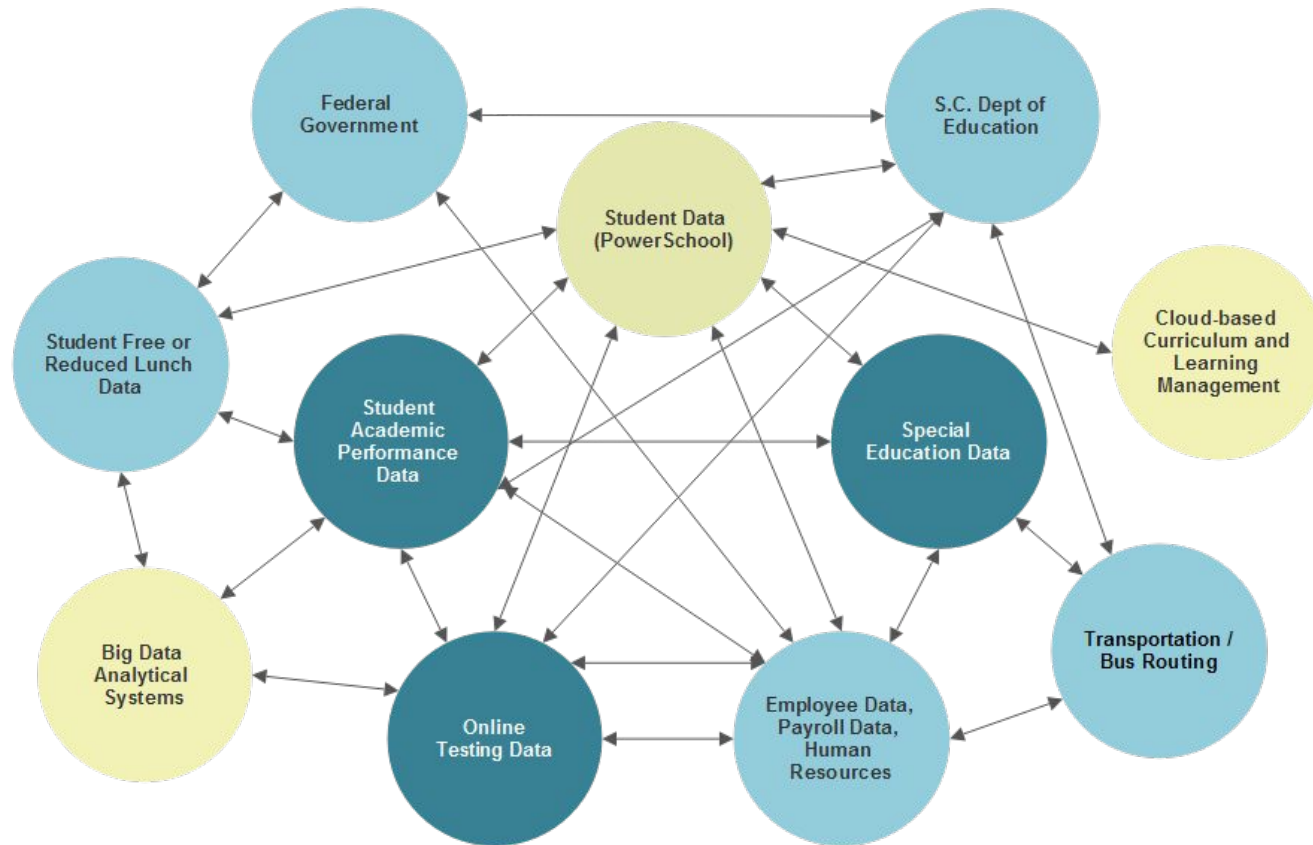 Federal
Government
S.C. Dept of
Education
Student Data
(PowerSchool)
Cloud-based
Curriculum and
Learning
Management
Student Free or
Reduced Lunch
Data
Student
Academic
Performance
Data
Special
Education Data
Big Data
Analytical
Systems
Online
Testing Data
Employee Data,
Payroll Data,
Human
Resources
Transportation /
Bus Routing